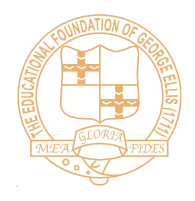 THE EDUCATIONAL FOUNDATION OF GEORGE ELLIS (1711)
GLORIA
MEA FIDES